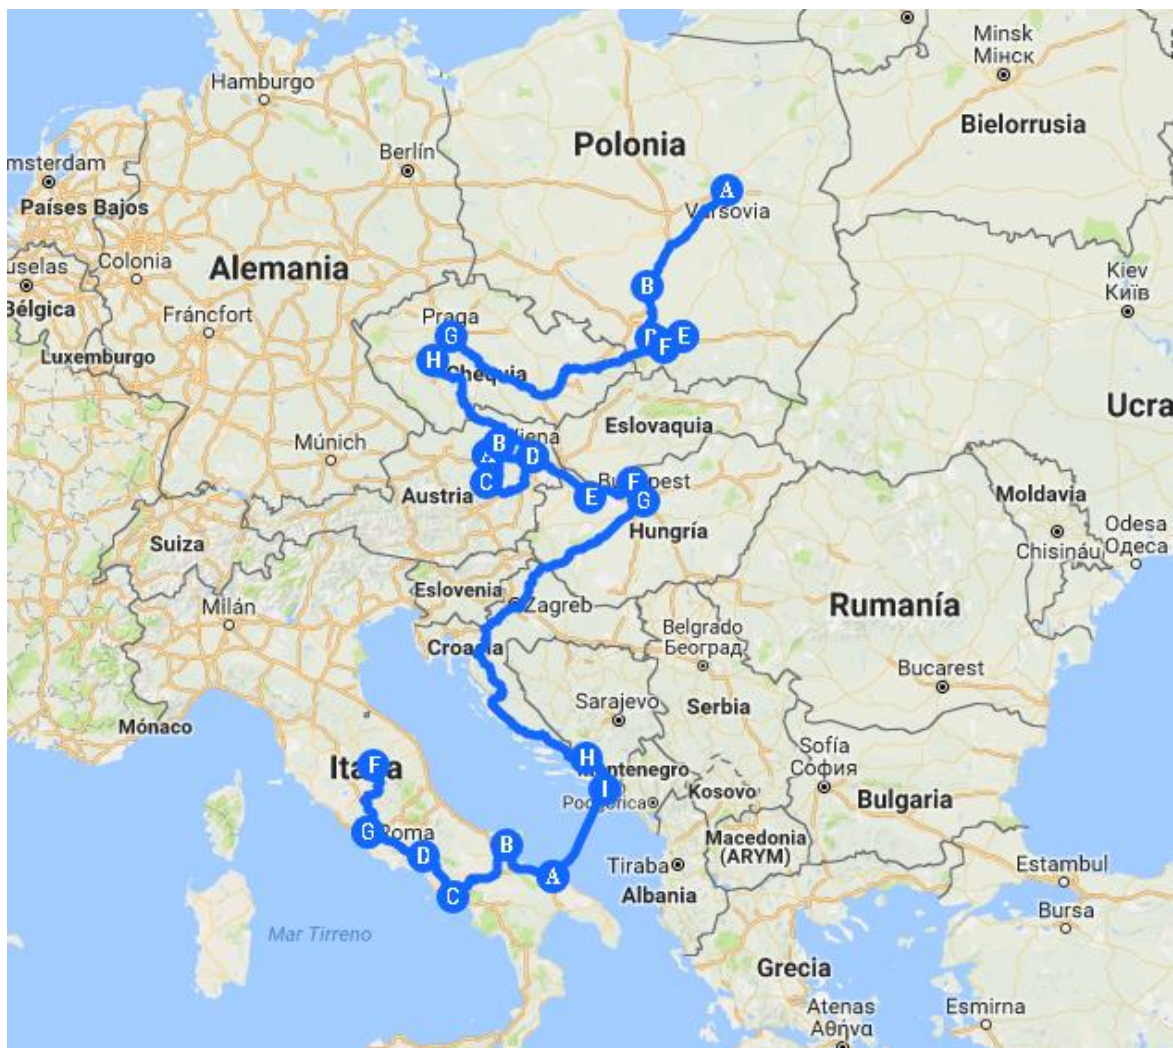 Minsk
Мінск
Hamburgo
Bielorrusia
Polonia
Berlín
msterdam
Países Bajos
A
Varsovia
Colonia
Alemania
uselas
Bélgica
Kiev
Київ
B
Fráncfort
Praga
G
E
F
Luxemburgo
H
Chequia
Ucra
Eslovaquia
Múnich
B
Viena
A
D
C
Austria
Budapest
F
E
G
Moldavia
Hungría
Odesa
Одеса
Chisináu
Suiza
Eslovenia
Zagreb
Milán
Rumanía
Croacia
Belgrado
Београд
Bucarest
Sarajevo
Serbia
Mónaco
Sofía
София
H
Montenegro
Italia
F
I
Podgorica
Kosovo
Bulgaria
G
Roma
B
Macedonia
(ARYM)
D
Tiraba
Estambul
A
Albania
C
Bursa
Mar Tirreno
Grecia
Atenas
Αθήνα
Esmirna